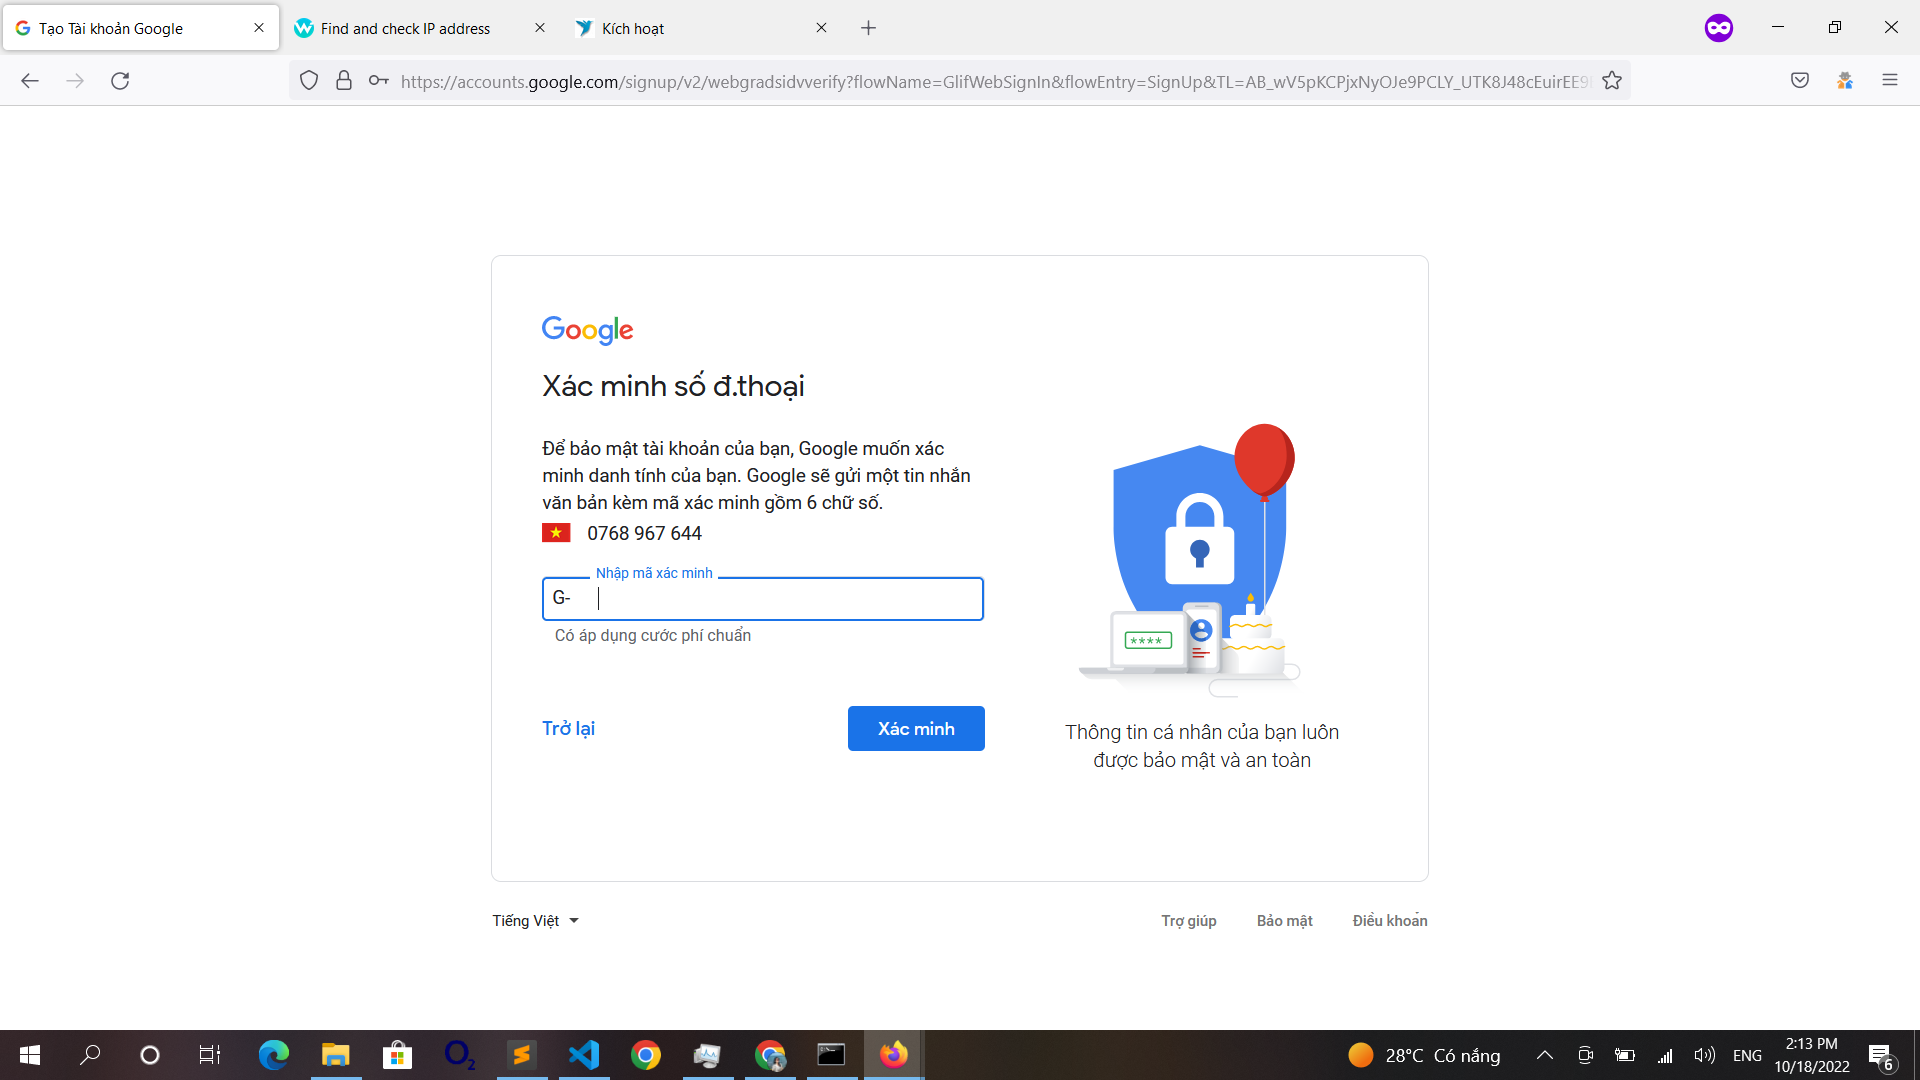 Tạo Tài khoản Google
Find and check IP address
Kích hoạt
https://accounts.google.com/signup/v2/webgradsidvverify?flowName=GlifWebSignIn&flowEntry=SignUp&TL=AB_wV5pKCPjxNyOJe9PCLY_UTK8J48cEuirEE9
Google
Xác minh số đ.thoại
Để bảo mật tài khoản của bạn, Google muốn xác
minh danh tính của bạn. Google sẽ gửi một tin nhắn
văn bản kèm mã xác minh gồm 6 chữ số.
0768 967 644
Nhập mã xác minh
G-
Có áp dụng cước phí chuẩn
****
Trở lại
Xác minh
Thông tin cá nhân của bạn luôn
được bảo mật và an toàn
Tiếng Việt
Trợ giúp
Bảo mật
Điều khoản
28°C Có nắng
ENG
2:13 PM
10/18/2022
6